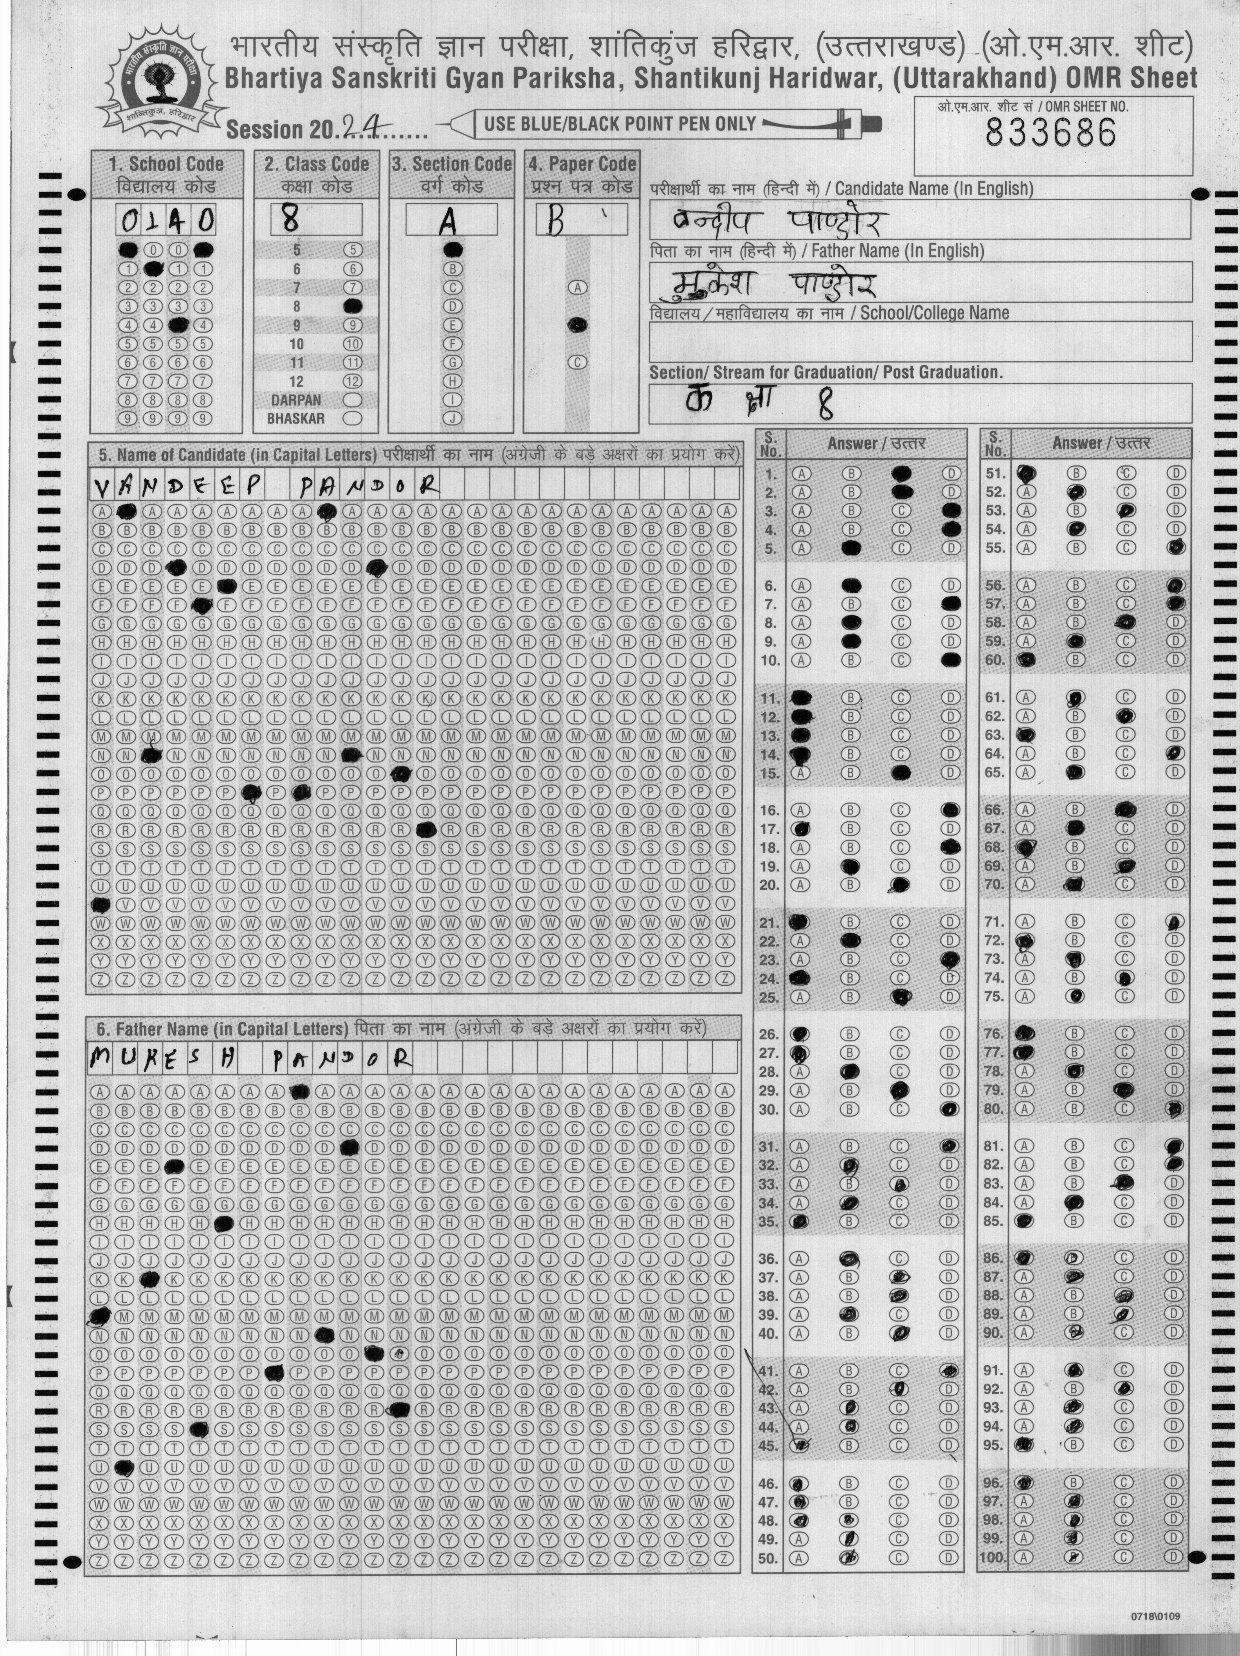 भारतीय संस्कृति ज्ञान परीक्षा, शांतिकुंज हरिद्वार, (उत्तराखण्ड) (ओ.एम.आर. शीट)
Bhartiya Sanskriti Gyan Pariksha, Shantikunj Haridwar, (Uttarakhand) OMR Sheet
भारतीय संस्कृति ज्ञान परीक्षा
शान्तिकुञ्ज, हरिद्वार
Session 20.24......
USE BLUE/BLACK POINT PEN ONLY
ओ.एम.आर. शीट सं / OMR SHEET NO.
833686
1. School Code
विद्यालय कोड
0140
2. Class Code
कक्षा कोड
8
5
6
7
8
9
10
11
12
DARPAN
BHASKAR
3. Section Code
वर्ग कोड
A
4. Paper Code
प्रश्न पत्र कोड
B
परीक्षार्थी का नाम (हिन्दी में) / Candidate Name (In English)
वन्दीप पाण्डोर
पिता का नाम (हिन्दी में) / Father Name (In English)
मुकेश पाण्डोर
विद्यालय / महाविद्यालय का नाम / School/College Name
Section/ Stream for Graduation/ Post Graduation.
कक्षा 8
5. Name of Candidate (in Capital Letters) परीक्षार्थी का नाम (अंग्रेजी के बड़े अक्षरों का प्रयोग करें)
VANDEEP PANDOR
6. Father Name (in Capital Letters) पिता का नाम (अंग्रेजी के बड़े अक्षरों का प्रयोग करें)
MUKESH PANDOR
S. No. Answer / उत्तर
S. No. Answer / उत्तर
0718\0109